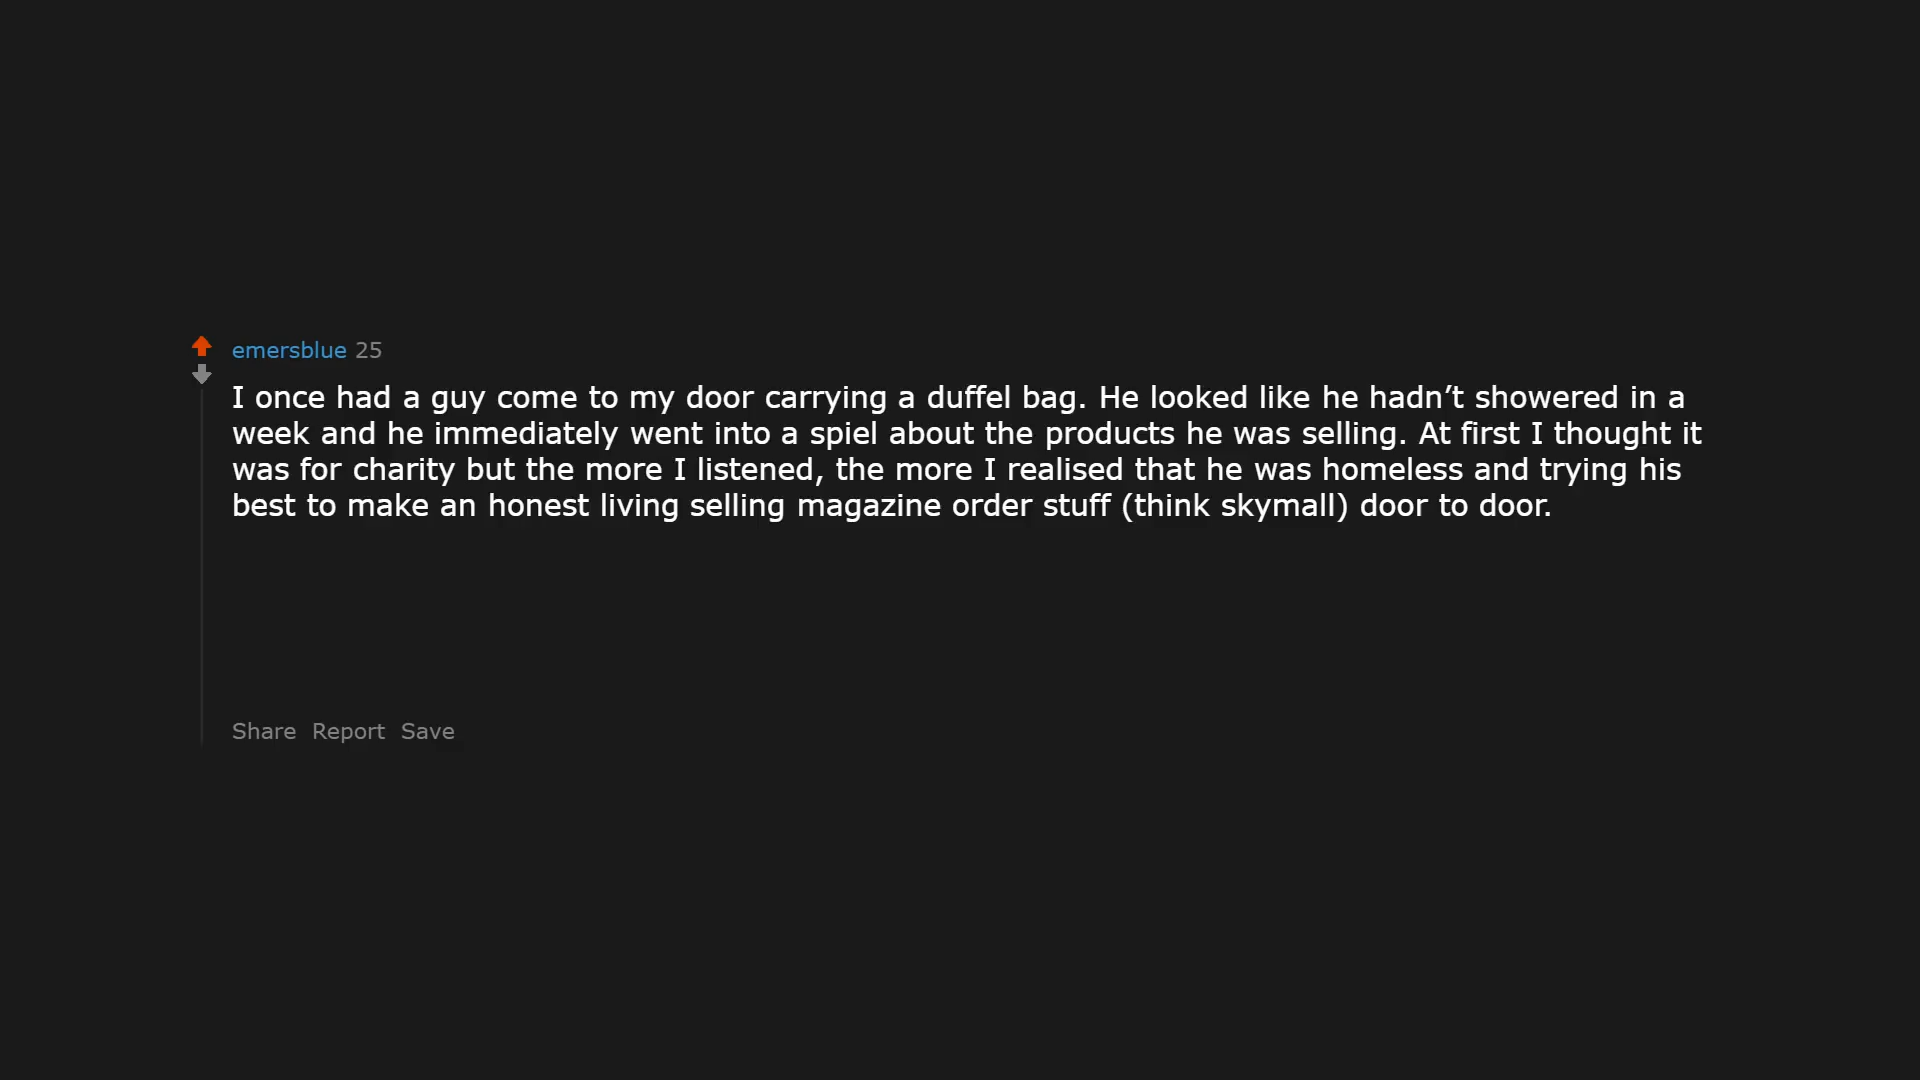 emersblue 25
I once had a guy come to my door carrying a duffel bag. He looked like he hadn’t showered in a
week and he immediately went into a spiel about the products he was selling. At first I thought it
was for charity but the more I listened, the more I realised that he was homeless and trying his
best to make an honest living selling magazine order stuff (think skymall) door to door.
Share Report Save